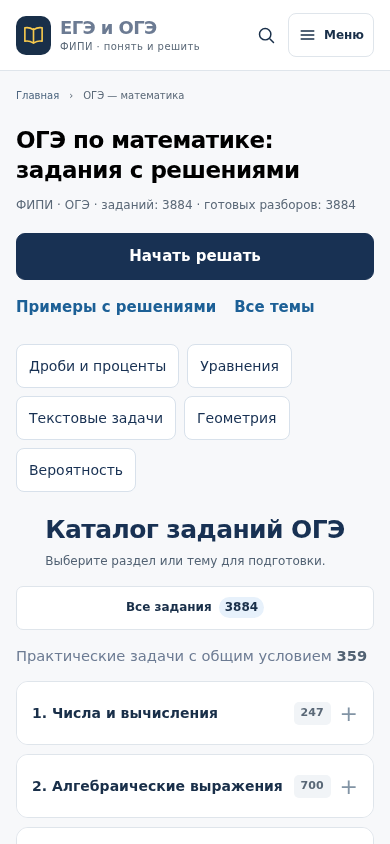 ЕГЭ и ОГЭ
ФИПИ · понять и решить
Меню
Главная › ОГЭ — математика
ОГЭ по математике:
задания с решениями
ФИПИ · ОГЭ · заданий: 3884 · готовых разборов: 3884
Начать решать
Примеры с решениями Все темы
Дроби и проценты Уравнения
Текстовые задачи Геометрия
Вероятность
Каталог заданий ОГЭ
Выберите раздел или тему для подготовки.
Все задания 3884
Практические задачи с общим условием 359
1. Числа и вычисления 247 +
2. Алгебраические выражения 700 +